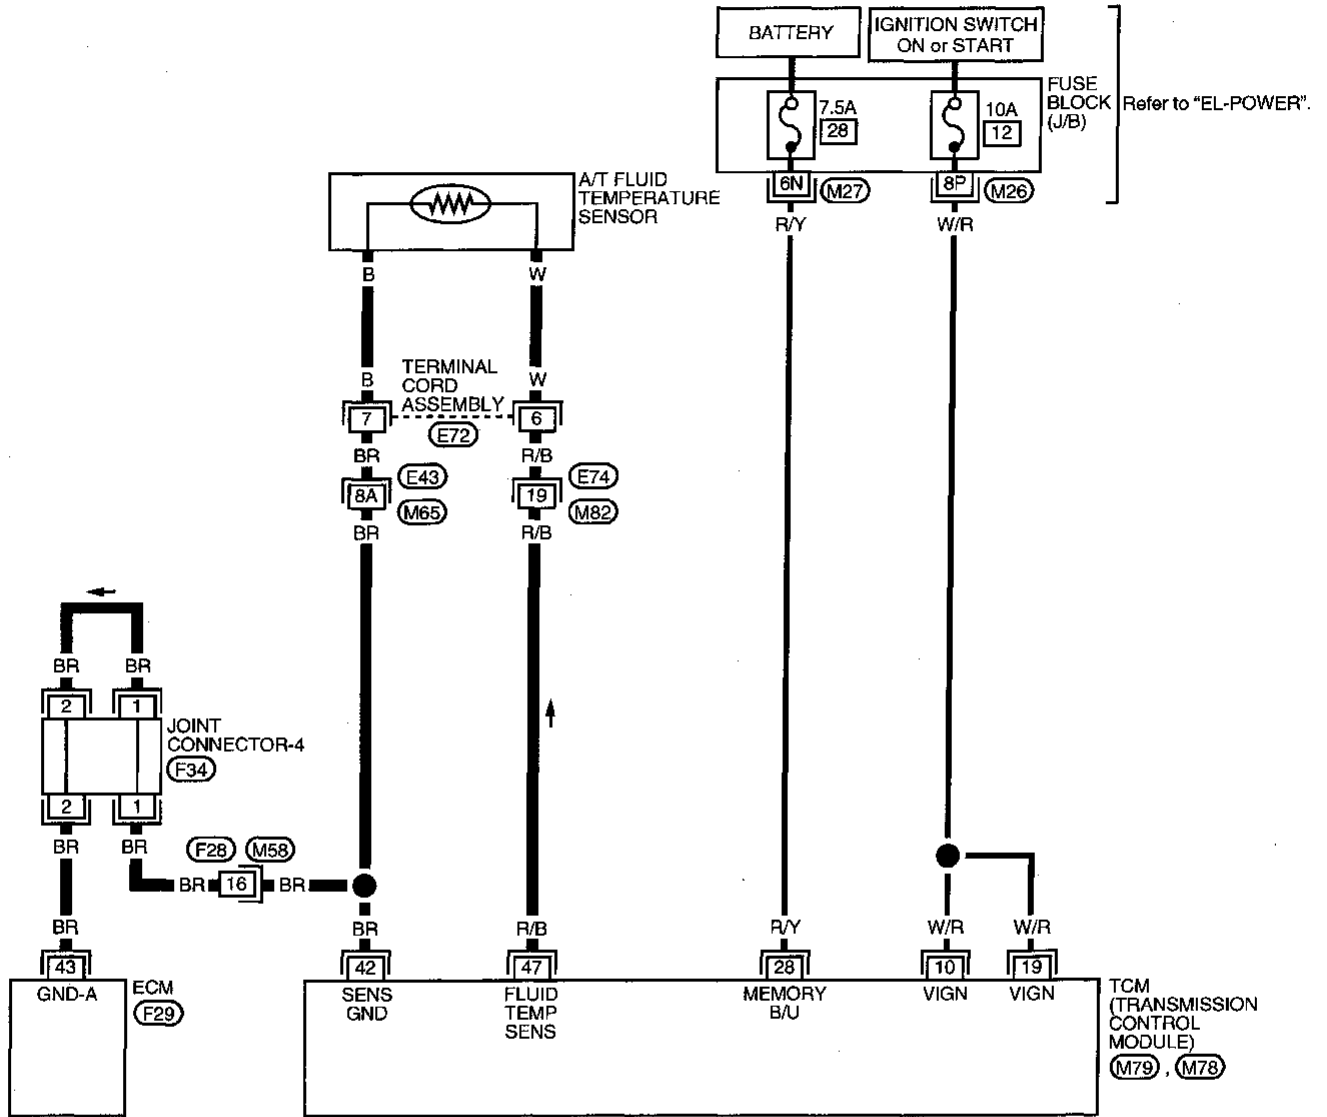 BATTERY
IGNITION SWITCH
ON or START
FUSE
BLOCK
(J/B)
Refer to "EL-POWER".
7.5A
28
10A
12
6N
M27
8P
M26
R/Y
W/R
A/T FLUID
TEMPERATURE
SENSOR
B
W
B
W
TERMINAL
CORD
ASSEMBLY
7
6
E72
BR
R/B
8A
E43
M65
19
E74
M82
BR
R/B
BR
BR
2
1
JOINT
CONNECTOR-4
F34
2
1
BR
BR
F28
M58
BR
16
BR
BR
BR
R/B
R/Y
W/R
W/R
43
42
47
28
10
19
GND-A
ECM
F29
SENS
GND
FLUID
TEMP
SENS
MEMORY
B/U
VIGN
VIGN
TCM
(TRANSMISSION
CONTROL
MODULE)
M79 , M78